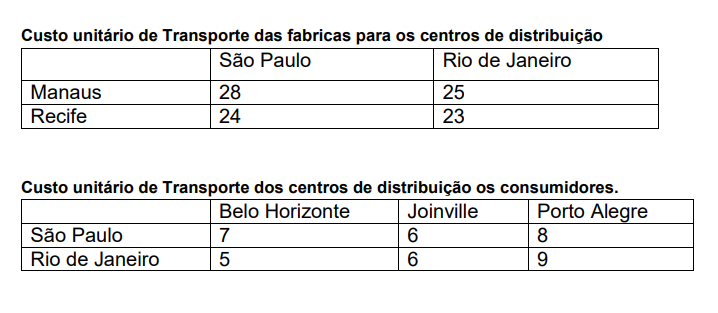 Custo unitário de Transporte das fabricas para os centros de distribuição
São Paulo Rio de Janeiro
Manaus 28 25
Recife 24 23
Custo unitário de Transporte dos centros de distribuição os consumidores.
Belo Horizonte Joinville Porto Alegre
São Paulo 7 6 8
Rio de Janeiro 5 6 9